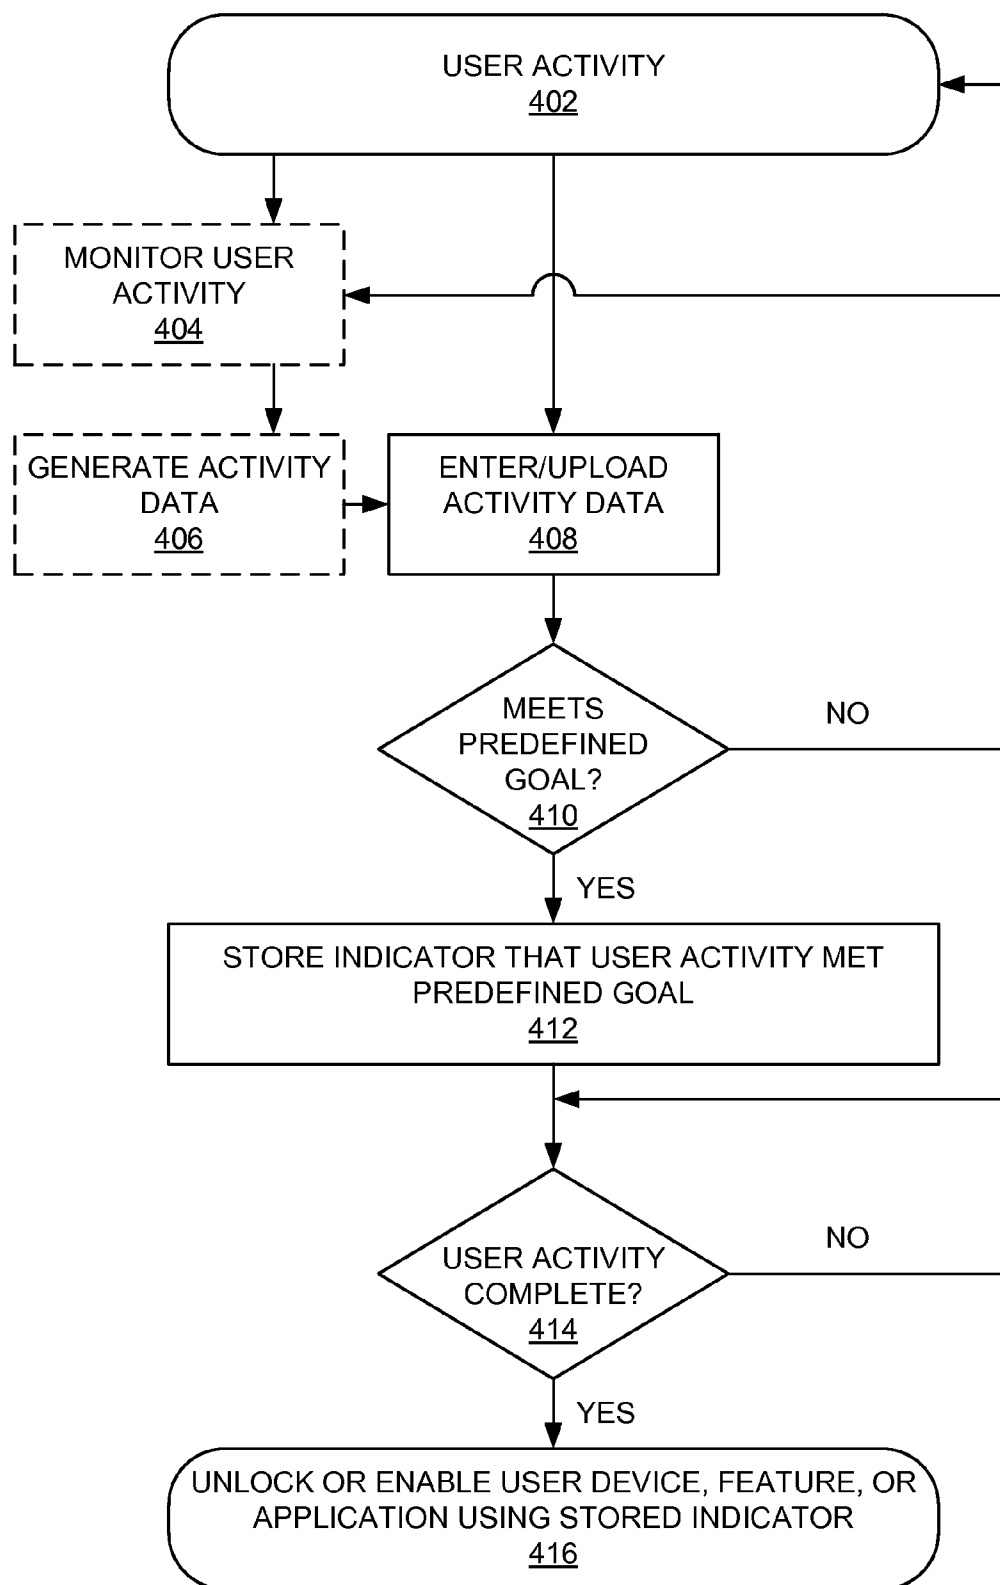 USER ACTIVITY
402
MONITOR USER
ACTIVITY
404
GENERATE ACTIVITY
DATA
406
ENTER/UPLOAD
ACTIVITY DATA
408
MEETS
PREDEFINED
GOAL?
410
NO
YES
STORE INDICATOR THAT USER ACTIVITY MET
PREDEFINED GOAL
412
USER ACTIVITY
COMPLETE?
414
NO
YES
UNLOCK OR ENABLE USER DEVICE, FEATURE, OR
APPLICATION USING STORED INDICATOR
416